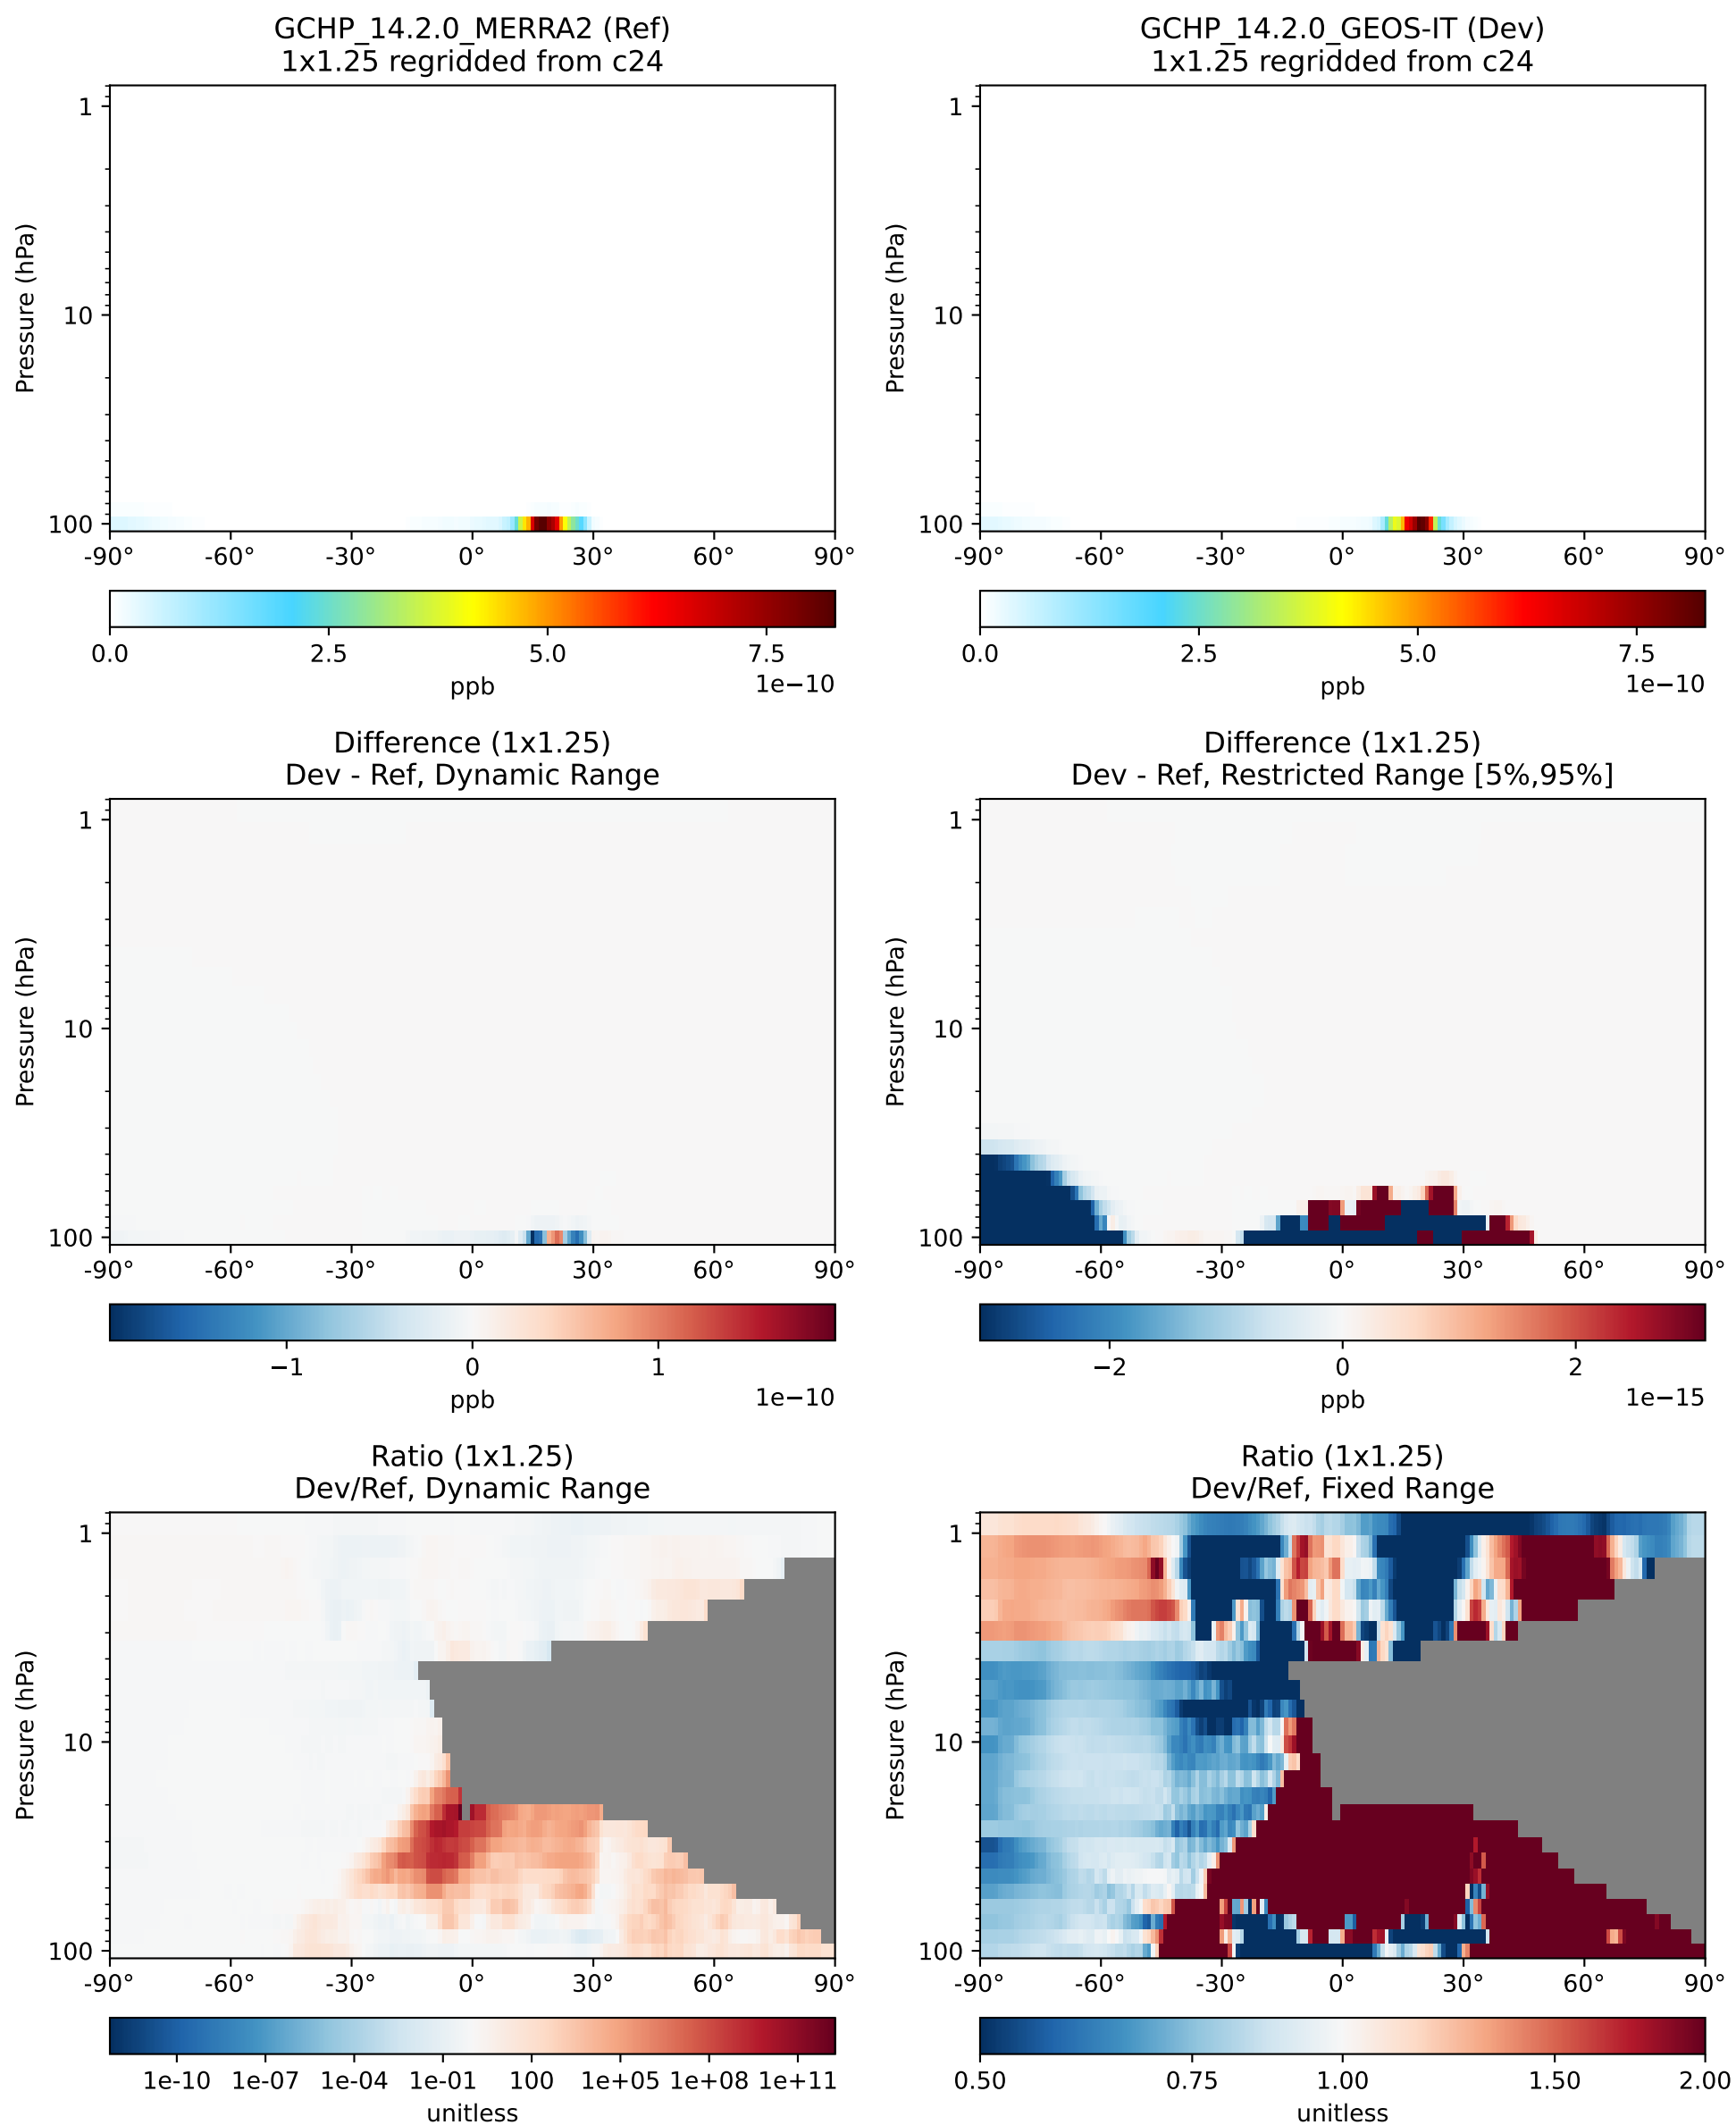 GCHP_14.2.0_MERRA2 (Ref)
1x1.25 regridded from c24
Pressure (hPa)
1
10
100
-90° -60° -30° 0° 30° 60° 90°
0.0 2.5 5.0 7.5
1e−10
ppb
GCHP_14.2.0_GEOS-IT (Dev)
1x1.25 regridded from c24
Pressure (hPa)
1
10
100
-90° -60° -30° 0° 30° 60° 90°
0.0 2.5 5.0 7.5
1e−10
ppb
Difference (1x1.25)
Dev - Ref, Dynamic Range
Pressure (hPa)
1
10
100
-90° -60° -30° 0° 30° 60° 90°
−1 0 1
1e−10
ppb
Difference (1x1.25)
Dev - Ref, Restricted Range [5%,95%]
Pressure (hPa)
1
10
100
-90° -60° -30° 0° 30° 60° 90°
−2 0 2
1e−15
ppb
Ratio (1x1.25)
Dev/Ref, Dynamic Range
Pressure (hPa)
1
10
100
-90° -60° -30° 0° 30° 60° 90°
1e-10 1e-07 1e-04 1e-01 100 1e+05 1e+08 1e+11
unitless
Ratio (1x1.25)
Dev/Ref, Fixed Range
Pressure (hPa)
1
10
100
-90° -60° -30° 0° 30° 60° 90°
0.50 0.75 1.00 1.50 2.00
unitless